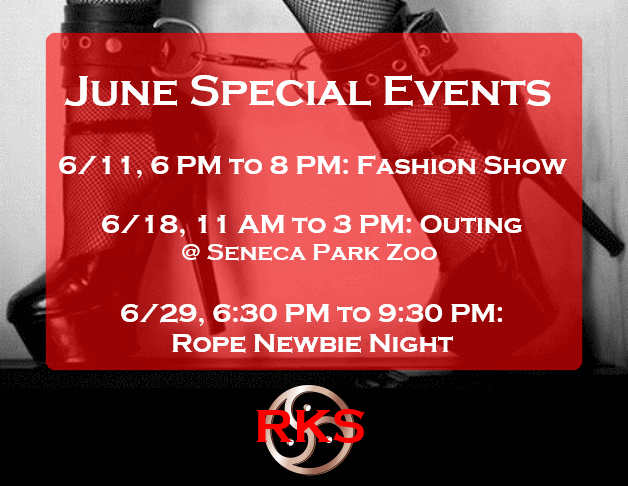 June Special Events
6/11, 6 PM to 8 PM: Fashion Show
6/18, 11 AM to 3 PM: Outing
@ Seneca Park Zoo
6/29, 6:30 PM to 9:30 PM:
Rope Newbie Night
RKS